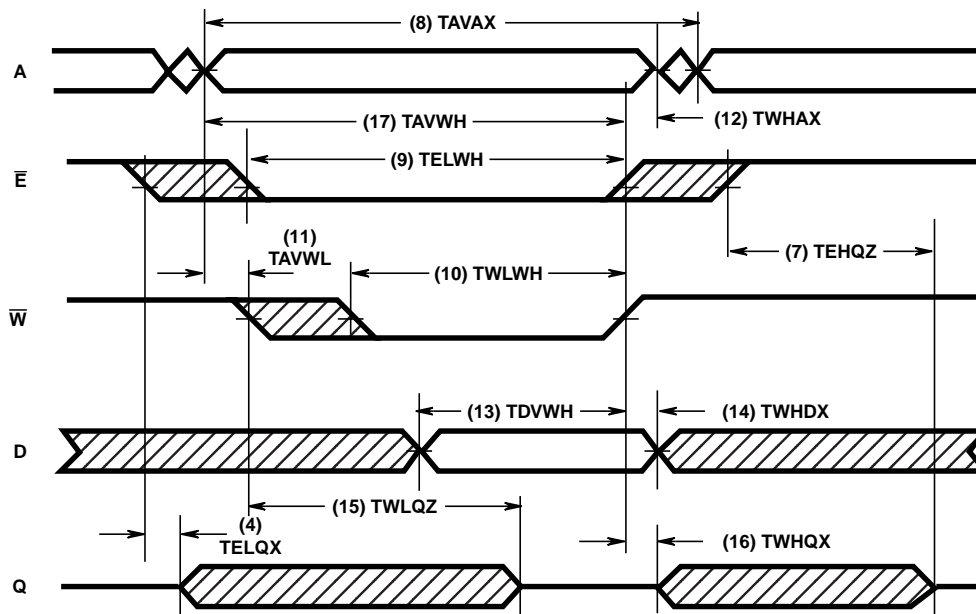 (8) TAVAX
A
(17) TAVWH
(12) TWHAX
(9) TELWH
E̅
(11)
TAVWL
(7) TEHQZ
(10) TWLWH
W̅
(13) TDVWH
(14) TWHDX
D
(15) TWLQZ
(4)
TELQX
(16) TWHQX
Q